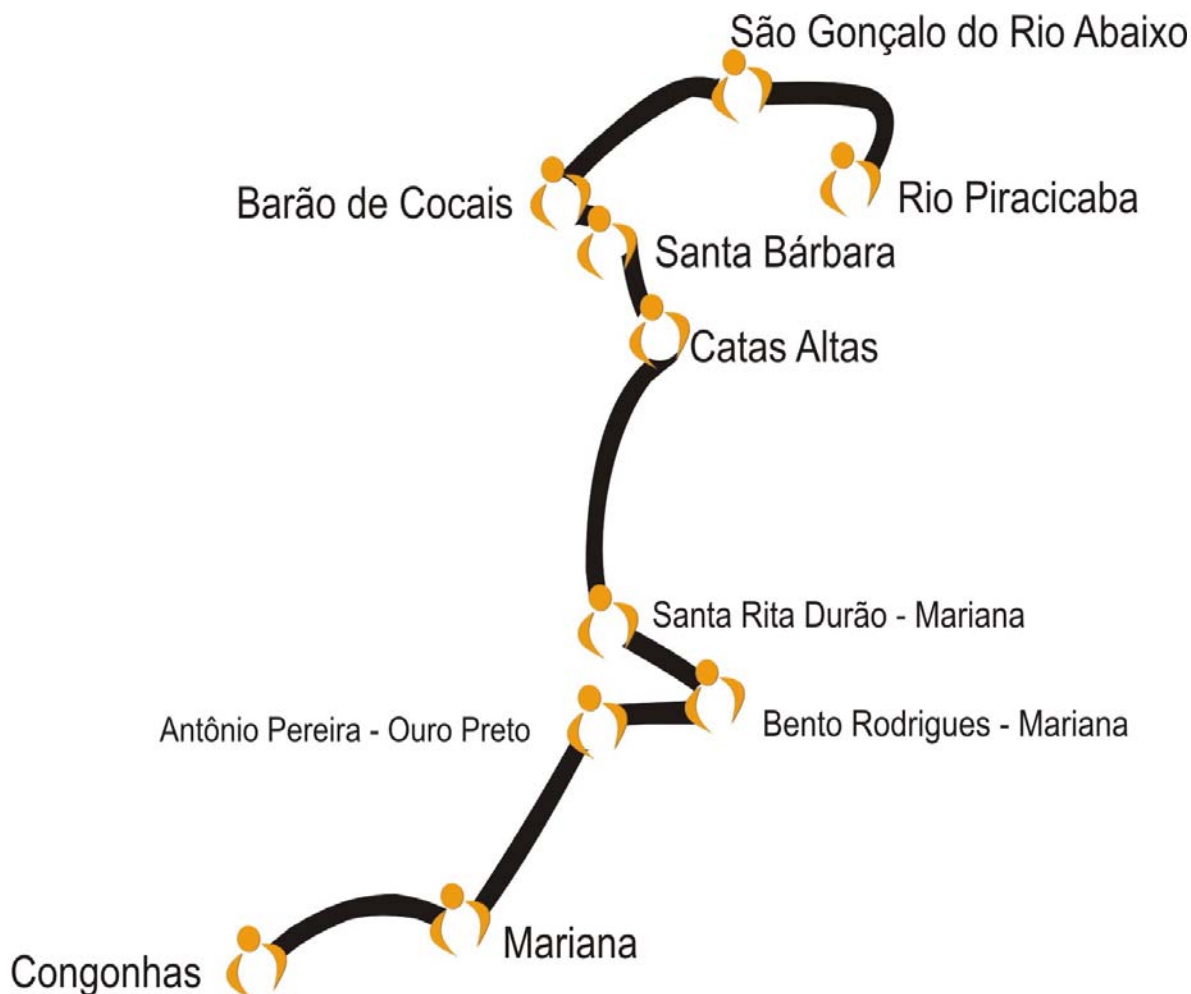 São Gonçalo do Rio Abaixo
Rio Piracicaba
Barão de Cocais
Santa Bárbara
Catas Altas
Santa Rita Durão - Mariana
Bento Rodrigues - Mariana
Antônio Pereira - Ouro Preto
Mariana
Congonhas